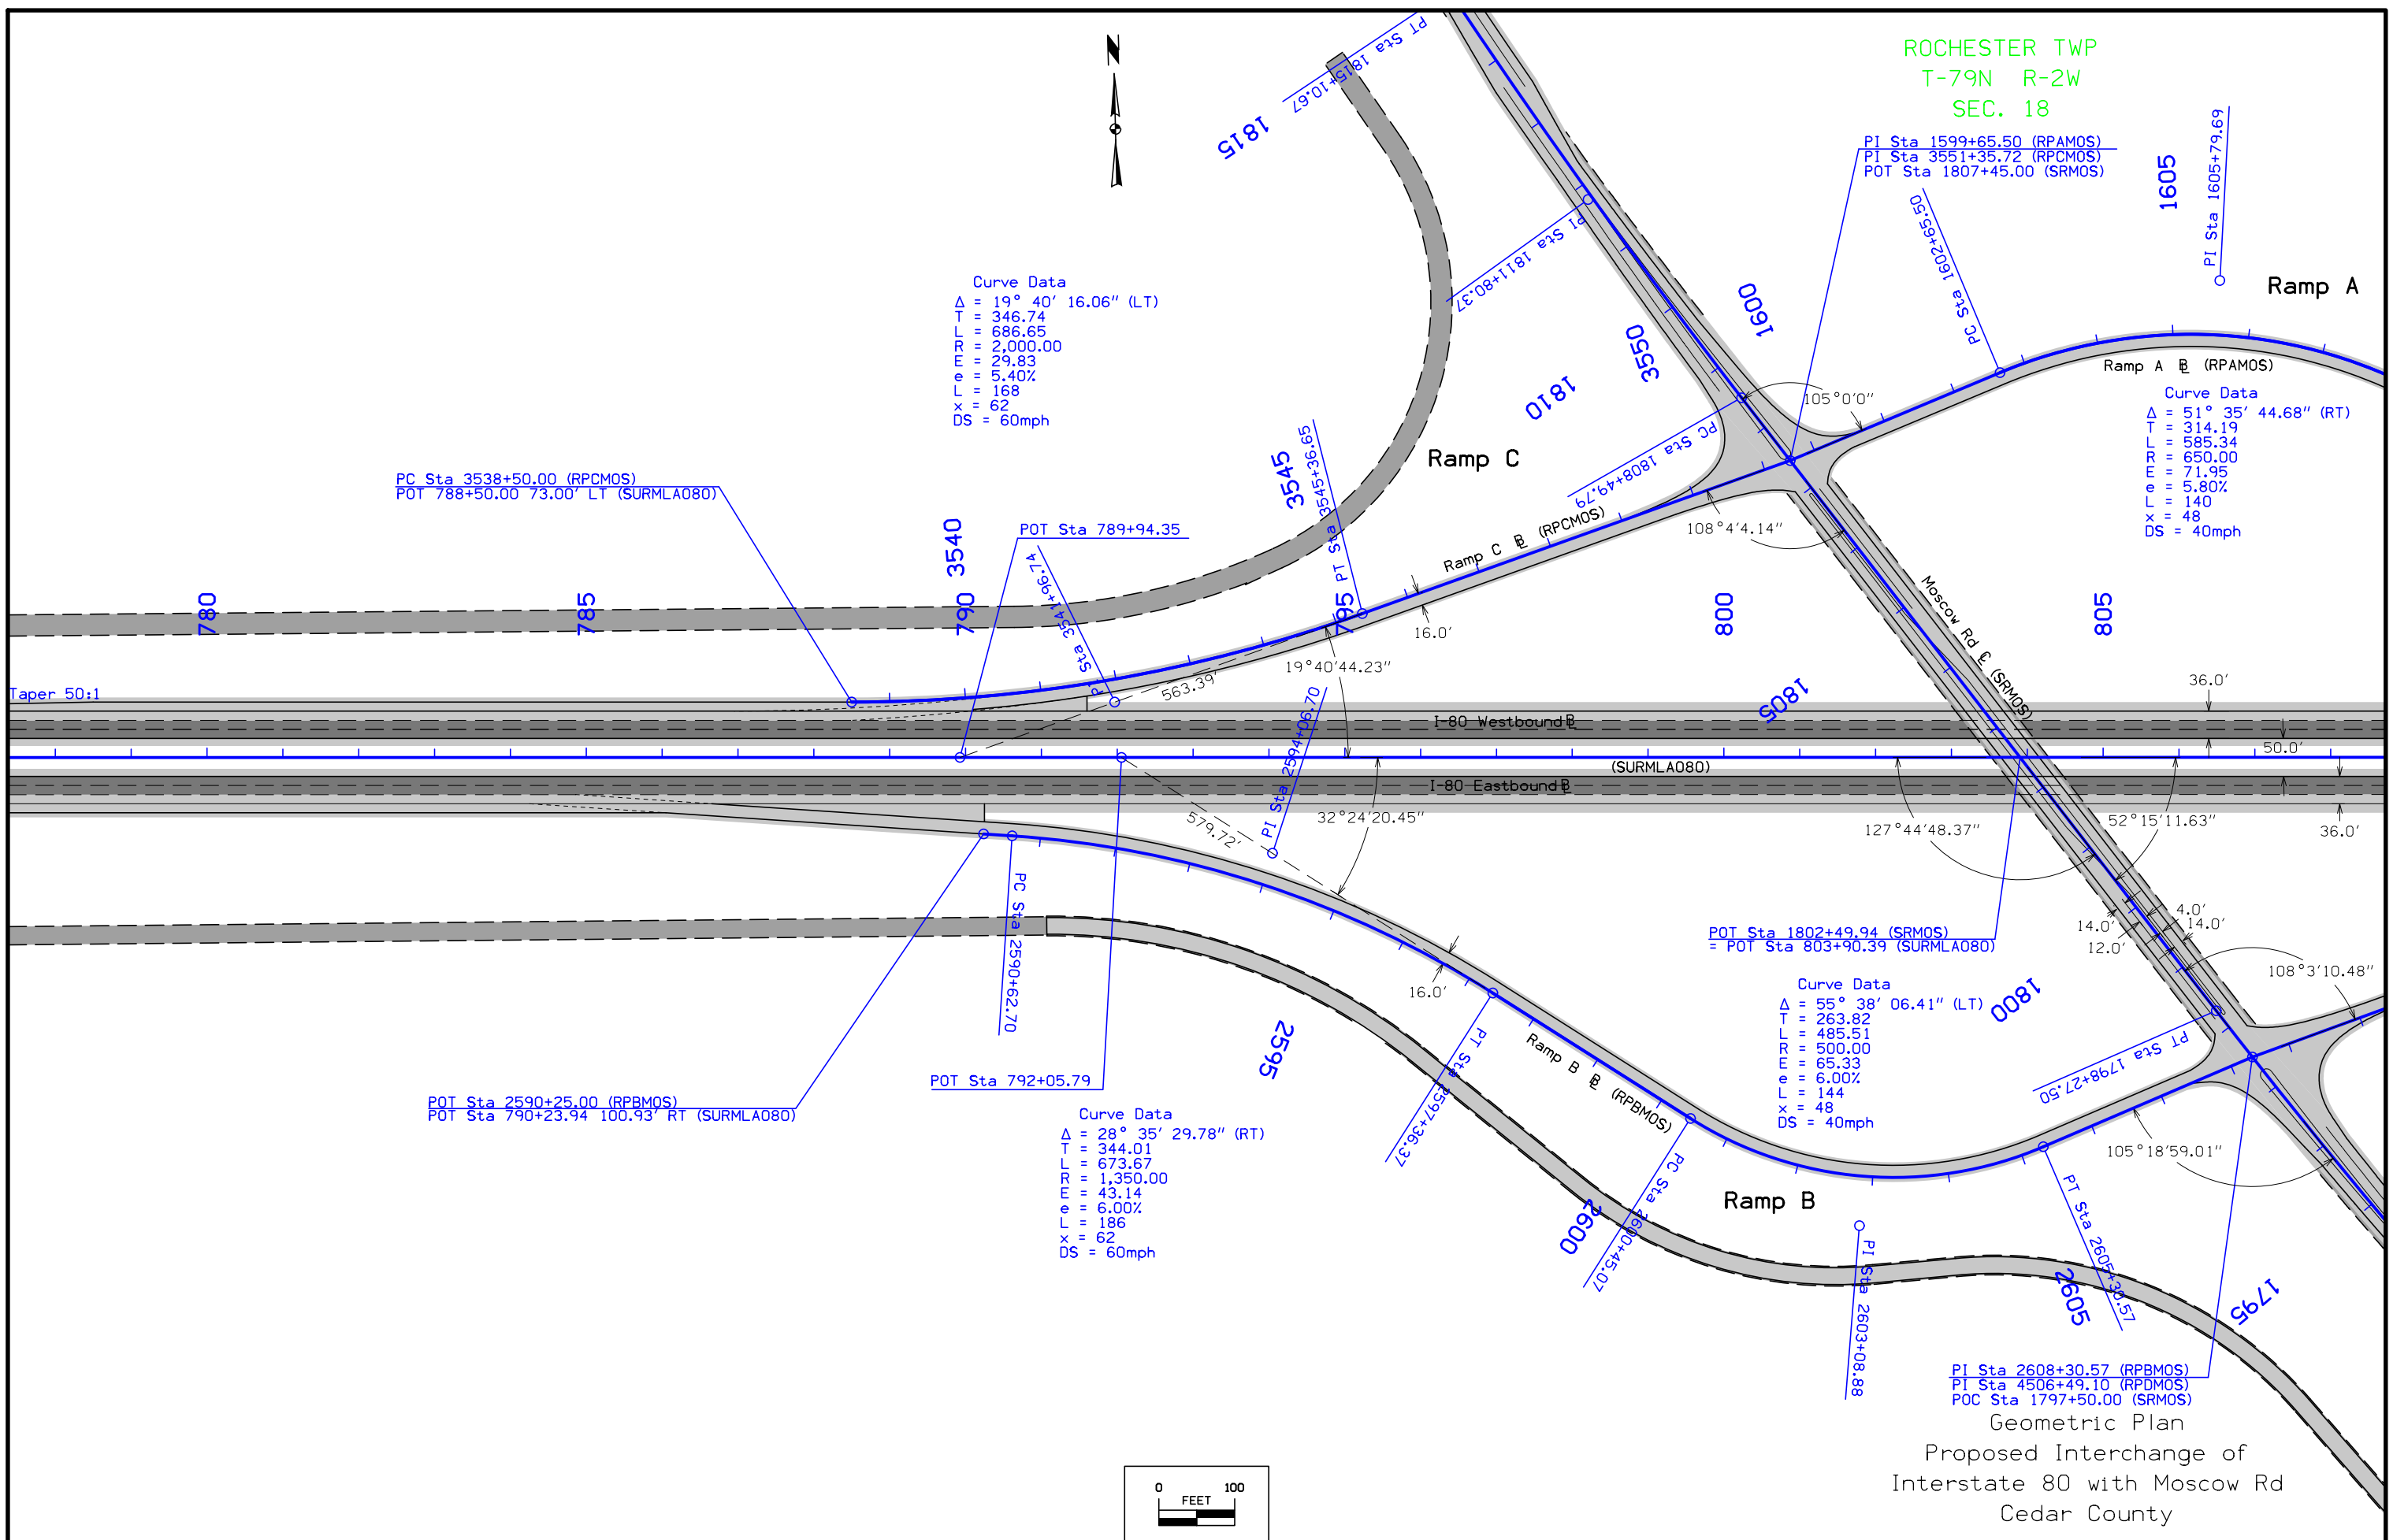 N
ROCHESTER TWP
T-79N R-2W
SEC. 18
PT Sta 1815+10.67
1815
PI Sta 1599+65.50 (RPAMOS)
PI Sta 3551+35.72 (RPCMOS)
POT Sta 1807+45.00 (SRMOS)
PC Sta 1602+65.50
1605
PI Sta 1605+79.69
Ramp A
PI Sta 1811+80.37
Curve Data
Δ = 19° 40' 16.06" (LT)
T = 346.74
L = 686.65
R = 2,000.00
E = 29.83
e = 5.40%
L = 168
x = 62
DS = 60mph
1600
3550
1810
105°0'0"
Ramp A BL (RPAMOS)
Curve Data
Δ = 51° 35' 44.68" (RT)
T = 314.19
L = 585.34
R = 650.00
E = 71.95
e = 5.80%
L = 140
x = 48
DS = 40mph
PC Sta 1808+49.79
Ramp C
3545
PT Sta 3545+36.65
PC Sta 3538+50.00 (RPCMOS)
POT 788+50.00 73.00' LT (SURMLA080)
POT Sta 789+94.35
PI Sta 3541+96.74
Ramp C BL (RPCMOS)
108°4'4.14"
16.0'
780
785
790
3540
795
800
805
Moscow Rd CL (SRMOS)
Taper 50:1
563.39'
19°40'44.23"
1805
36.0'
I-80 Westbound BL
50.0'
(SURMLA080)
I-80 Eastbound BL
36.0'
PI Sta 2594+06.70
579.72'
32°24'20.45"
127°44'48.37"
52°15'11.63"
PC Sta 2590+62.70
POT Sta 1802+49.94 (SRMOS)
= POT Sta 803+90.39 (SURMLA080)
14.0'
12.0'
4.0'
14.0'
108°3'10.48"
16.0'
1800
Curve Data
Δ = 55° 38' 06.41" (LT)
T = 263.82
L = 485.51
R = 500.00
E = 65.33
e = 6.00%
L = 144
x = 48
DS = 40mph
2595
PT Sta 2597+36.37
Ramp B BL (RPBMOS)
POT Sta 792+05.79
POT Sta 2590+25.00 (RPBMOS)
POT Sta 790+23.94 100.93' RT (SURMLA080)
PT Sta 1798+27.50
Curve Data
Δ = 28° 35' 29.78" (RT)
T = 344.01
L = 673.67
R = 1,350.00
E = 43.14
e = 6.00%
L = 186
x = 62
DS = 60mph
105°18'59.01"
PC Sta 2600+45.07
2600
Ramp B
PI Sta 2603+08.88
PT Sta 2605+30.57
2605
1795
PI Sta 2608+30.57 (RPBMOS)
PI Sta 4506+49.10 (RPDMOS)
POC Sta 1797+50.00 (SRMOS)
Geometric Plan
Proposed Interchange of
Interstate 80 with Moscow Rd
Cedar County
0 100
FEET